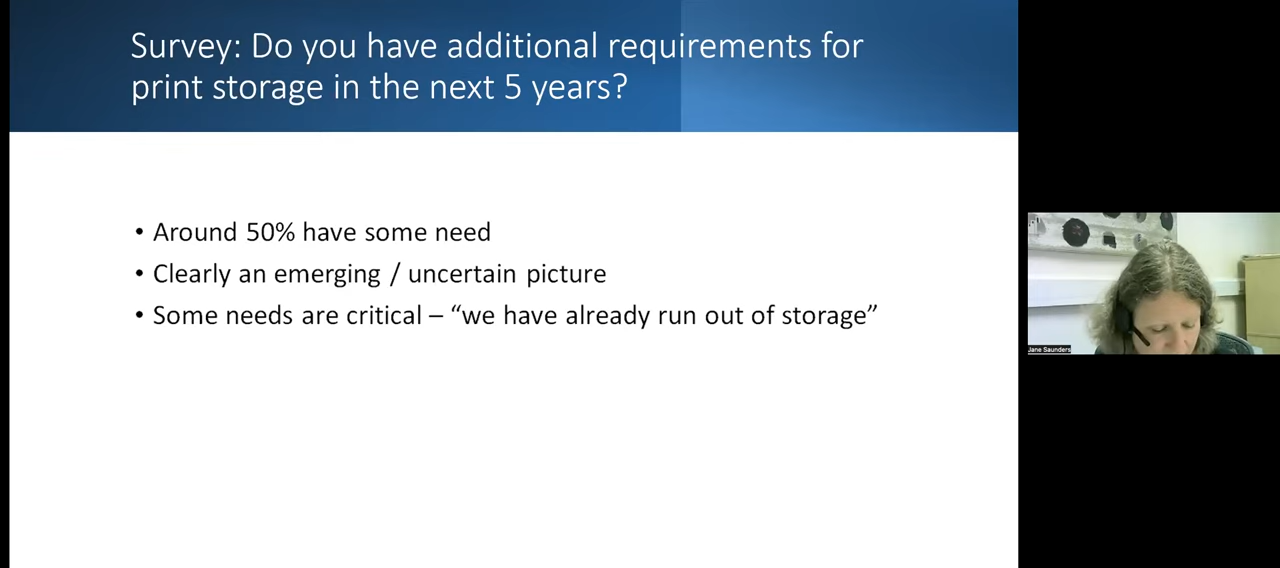 Survey: Do you have additional requirements for
print storage in the next 5 years?
• Around 50% have some need
• Clearly an emerging / uncertain picture
• Some needs are critical – “we have already run out of storage”
Jane Saunders